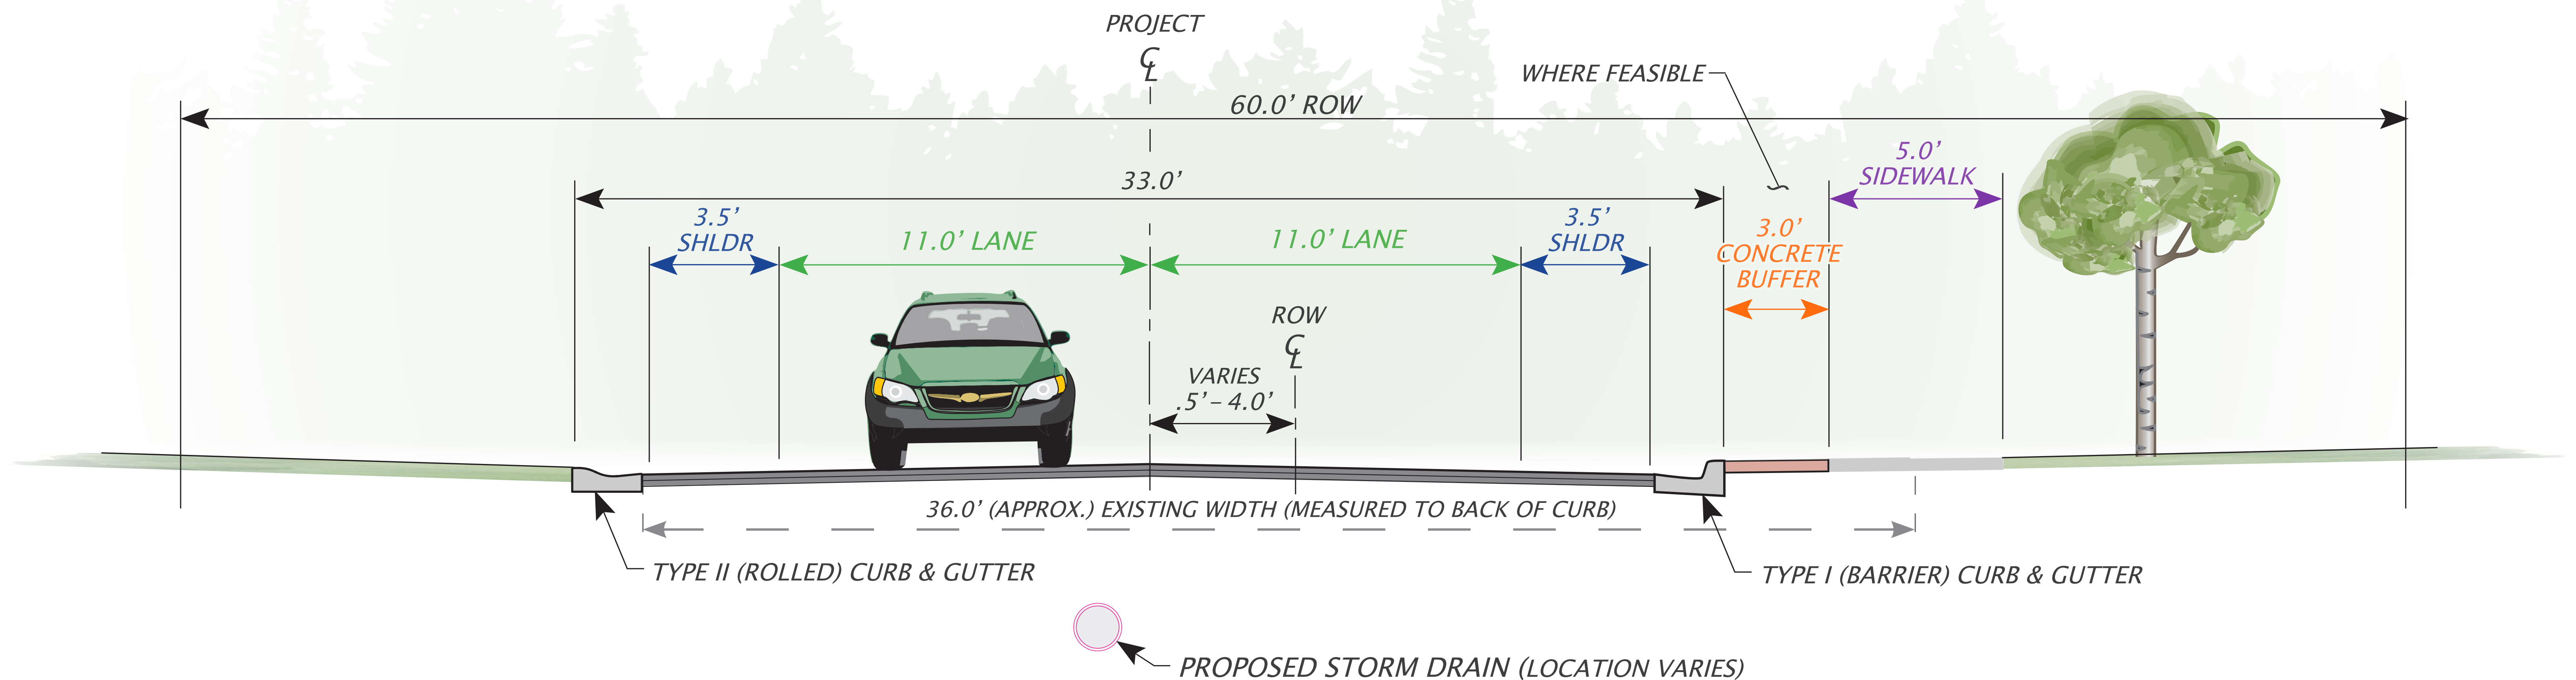 PROJECT
℄
WHERE FEASIBLE
60.0’ ROW
5.0’
SIDEWALK
33.0’
3.5’
SHLDR
11.0’ LANE
11.0’ LANE
3.5’
SHLDR
3.0’
CONCRETE
BUFFER
ROW
℄
VARIES
.5’ – 4.0’
36.0’ (APPROX.) EXISTING WIDTH (MEASURED TO BACK OF CURB)
TYPE II (ROLLED) CURB & GUTTER
TYPE I (BARRIER) CURB & GUTTER
PROPOSED STORM DRAIN (LOCATION VARIES)